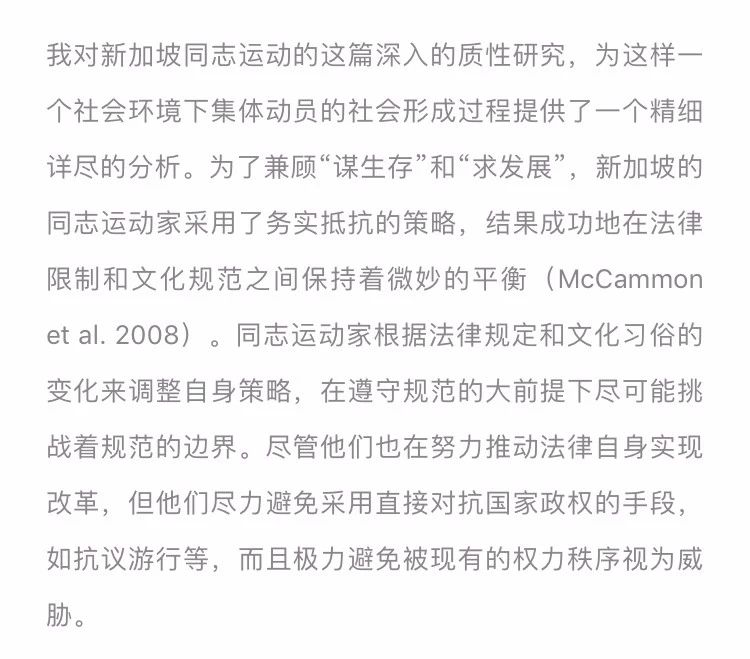 我对新加坡同志运动的这篇深入的质性研究，为这样一
个社会环境下集体动员的社会形成过程提供了一个精细
详尽的分析。为了兼顾“谋生存”和“求发展”，新加坡的
同志运动家采用了务实抵抗的策略，结果成功地在法律
限制和文化规范之间保持着微妙的平衡（McCammon
et al. 2008）。同志运动家根据法律规定和文化习俗的
变化来调整自身策略，在遵守规范的大前提下尽可能挑
战着规范的边界。尽管他们也在努力推动法律自身实现
改革，但他们尽力避免采用直接对抗国家政权的手段，
如抗议游行等，而且极力避免被现有的权力秩序视为威
胁。